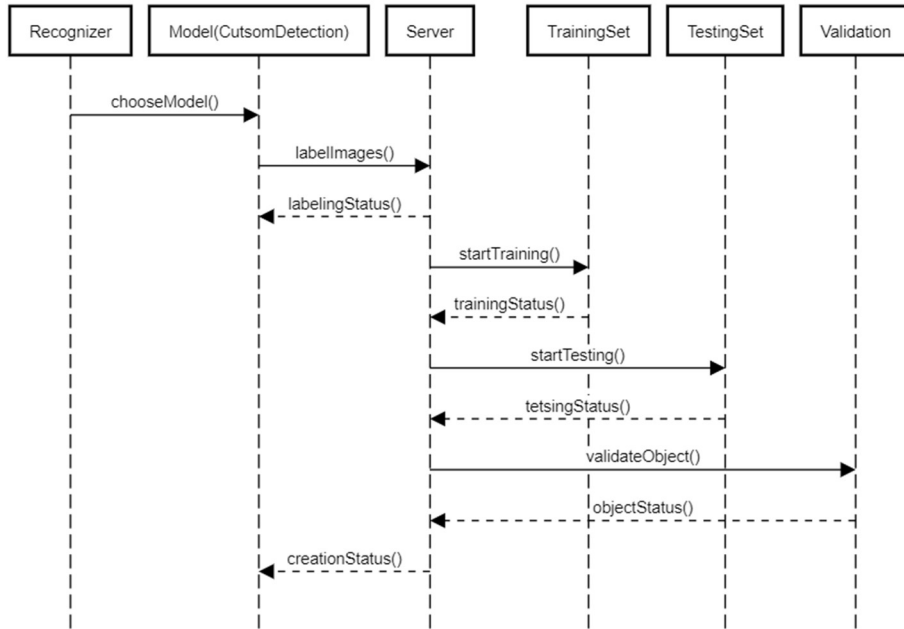 Recognizer
Model(CutsomDetection)
Server
TrainingSet
TestingSet
Validation
chooseModel()
labelImages()
labelingStatus()
startTraining()
trainingStatus()
startTesting()
tetsingStatus()
validateObject()
objectStatus()
creationStatus()